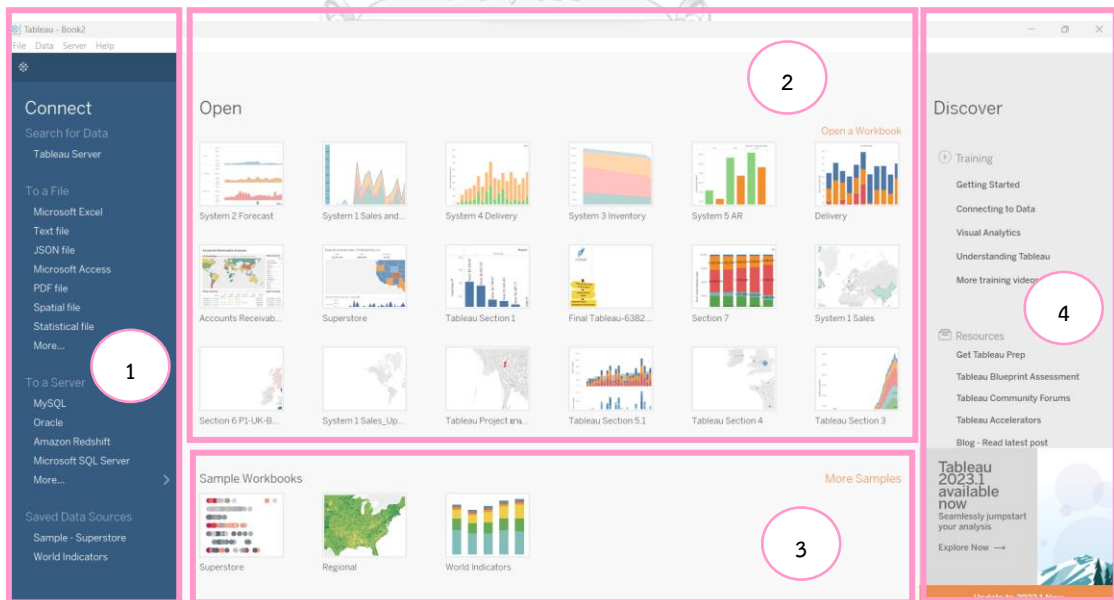 Tableau - Book2
File Data Server Help
Connect
Search for Data
Tableau Server
To a File
Microsoft Excel
Text file
JSON file
Microsoft Access
PDF file
Spatial file
Statistical file
More...
To a Server
MySQL
Oracle
Amazon Redshift
Microsoft SQL Server
More...
Saved Data Sources
Sample - Superstore
World Indicators
1
Open
2
Open a Workbook
System 2 Forecast
System 1 Sales and...
System 4 Delivery
System 3 Inventory
System 5 AR
Delivery
Accounts Receivab...
Superstore
Tableau Section 1
Final Tableau-6382...
Section 7
System 1 Sales
Section 6 P1-UK-B...
System 1 Sales_Up...
Tableau Project
Tableau Section 5.1
Tableau Section 4
Tableau Section 3
Sample Workbooks
More Samples
Superstore
Regional
World Indicators
3
Discover
Training
Getting Started
Connecting to Data
Visual Analytics
Understanding Tableau
More training videos
4
Resources
Get Tableau Prep
Tableau Blueprint Assessment
Tableau Community Forums
Tableau Accelerators
Blog - Read latest post
Tableau
2023.1
available
now
Seamlessly jumpstart
your analysis
Explore Now →
Update to 2023.1 Now